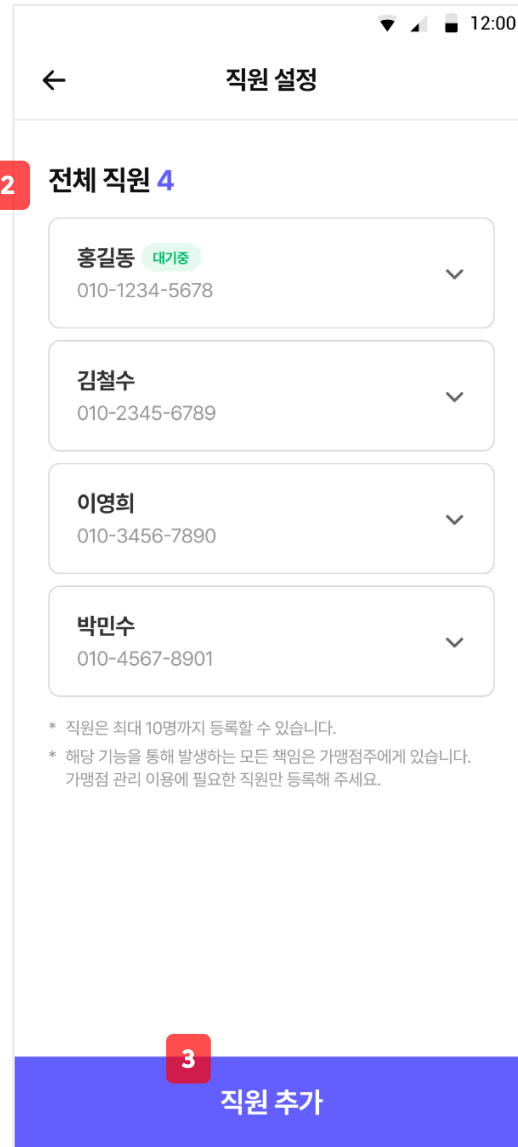 12:00
직원 설정
2
전체 직원 4
홍길동 대기중
010-1234-5678
김철수
010-2345-6789
이영희
010-3456-7890
박민수
010-4567-8901
* 직원은 최대 10명까지 등록할 수 있습니다.
* 해당 기능을 통해 발생하는 모든 책임은 가맹점주에게 있습니다.
가맹점 관리 이용에 필요한 직원만 등록해 주세요.
3
직원 추가